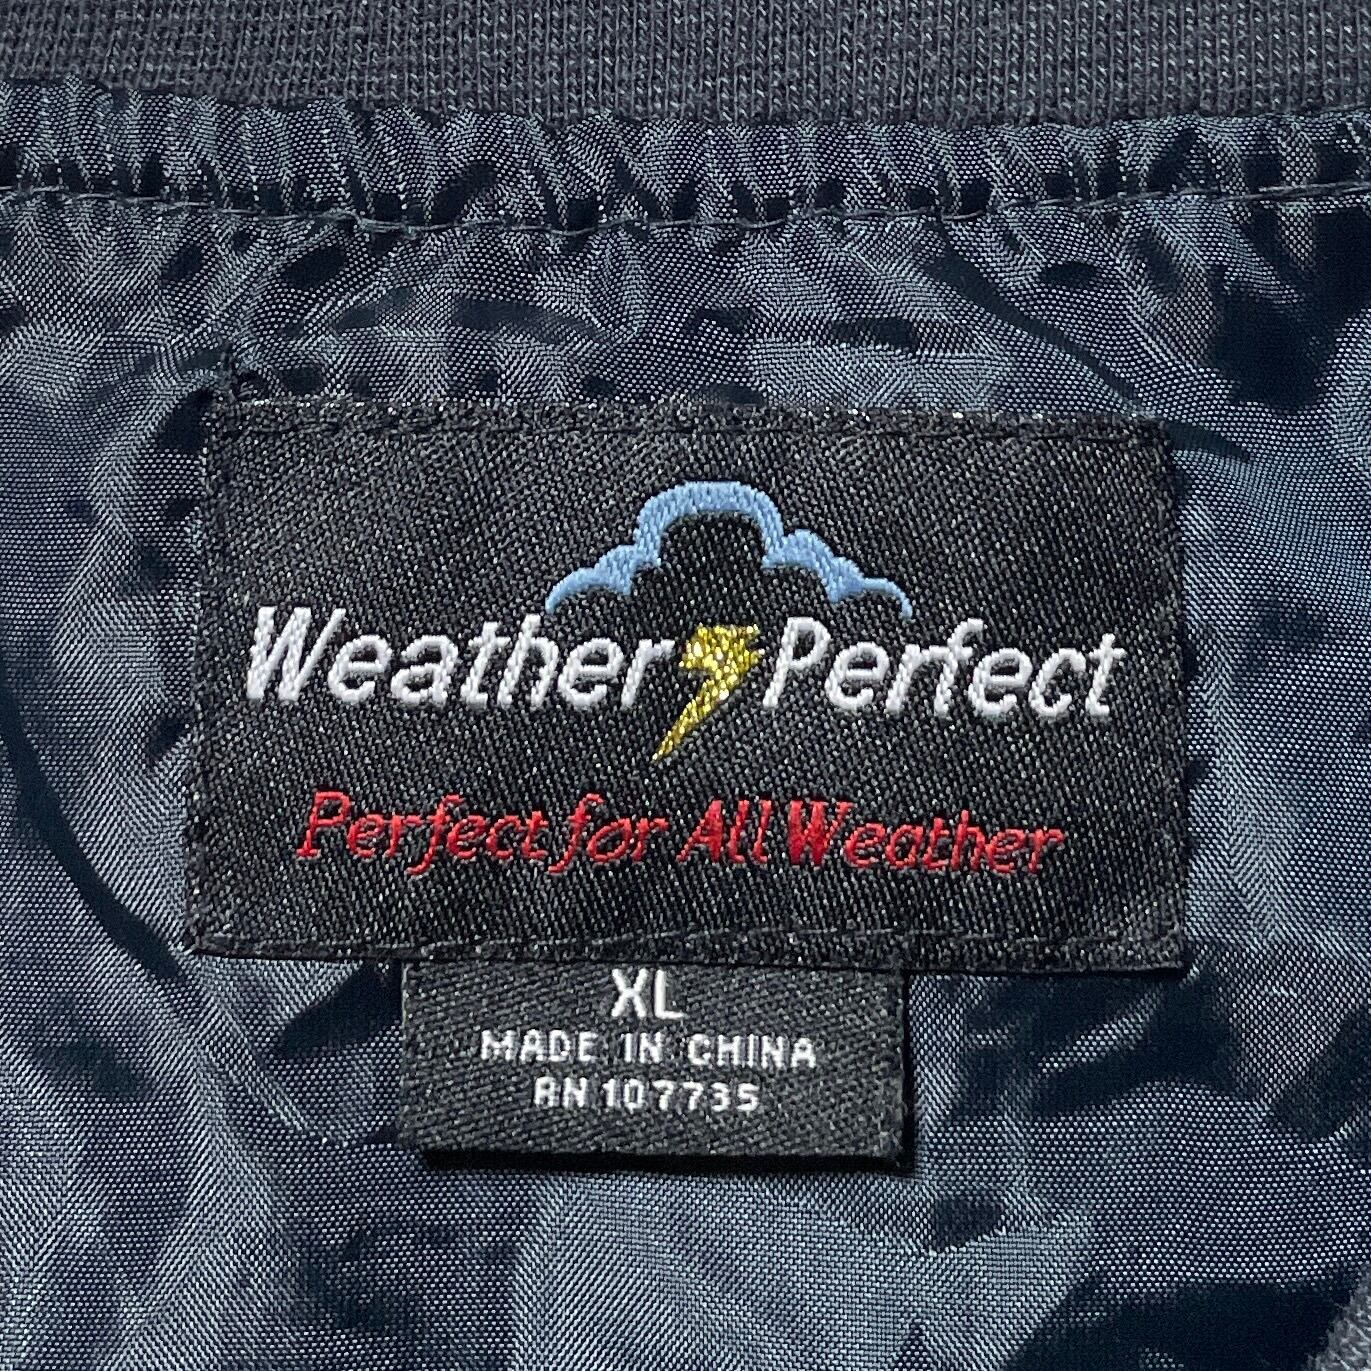 Weather Perfect
Perfect for All Weather
XL
MADE IN CHINA
RN 107735